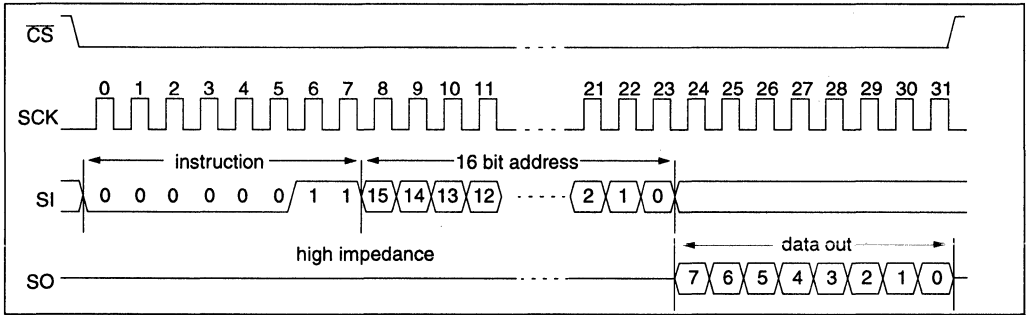 CS
0 1 2 3 4 5 6 7 8 9 10 11 21 22 23 24 25 26 27 28 29 30 31
SCK
instruction 16 bit address
SI 0 0 0 0 0 0 1 1 15 14 13 12 2 1 0
high impedance data out
SO 7 6 5 4 3 2 1 0